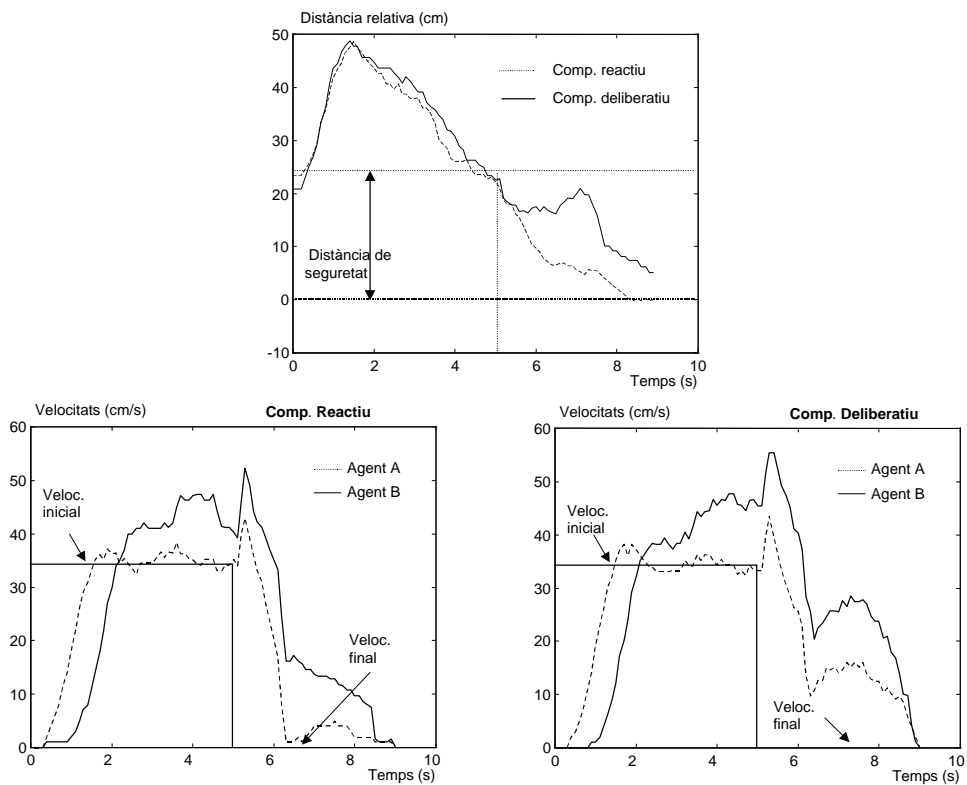 Distància relativa (cm)
50
40
30
20
10
0
-10
Comp. reactiu
Comp. deliberatiu
Distància de
seguretat
0
2
4
6
8
10
Temps (s)
Velocitats (cm/s)
Comp. Reactiu
60
50
40
30
20
10
0
Agent A
Agent B
Veloc.
inicial
Veloc.
final
0
2
4
6
8
10
Temps (s)
Velocitats (cm/s)
Comp. Deliberatiu
60
50
40
30
20
10
0
Agent A
Agent B
Veloc.
inicial
Veloc.
final
0
2
4
6
8
10
Temps (s)